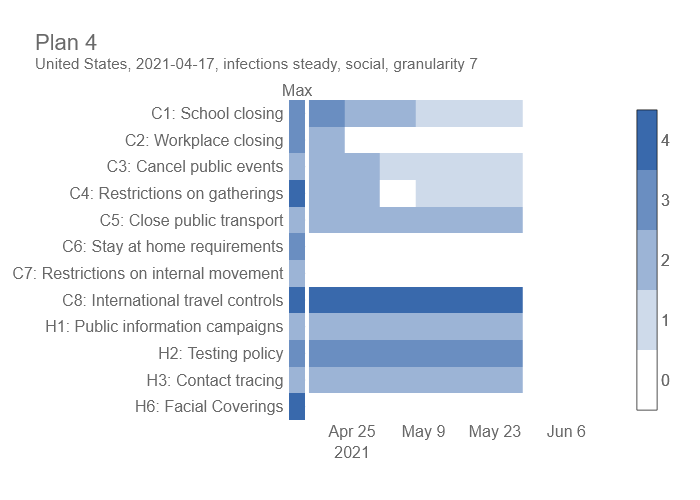 Plan 4
United States, 2021-04-17, infections steady, social, granularity 7
Max
C1: School closing
C2: Workplace closing
C3: Cancel public events
C4: Restrictions on gatherings
C5: Close public transport
C6: Stay at home requirements
C7: Restrictions on internal movement
C8: International travel controls
H1: Public information campaigns
H2: Testing policy
H3: Contact tracing
H6: Facial Coverings
Apr 25 May 9 May 23 Jun 6
2021
4
3
2
1
0